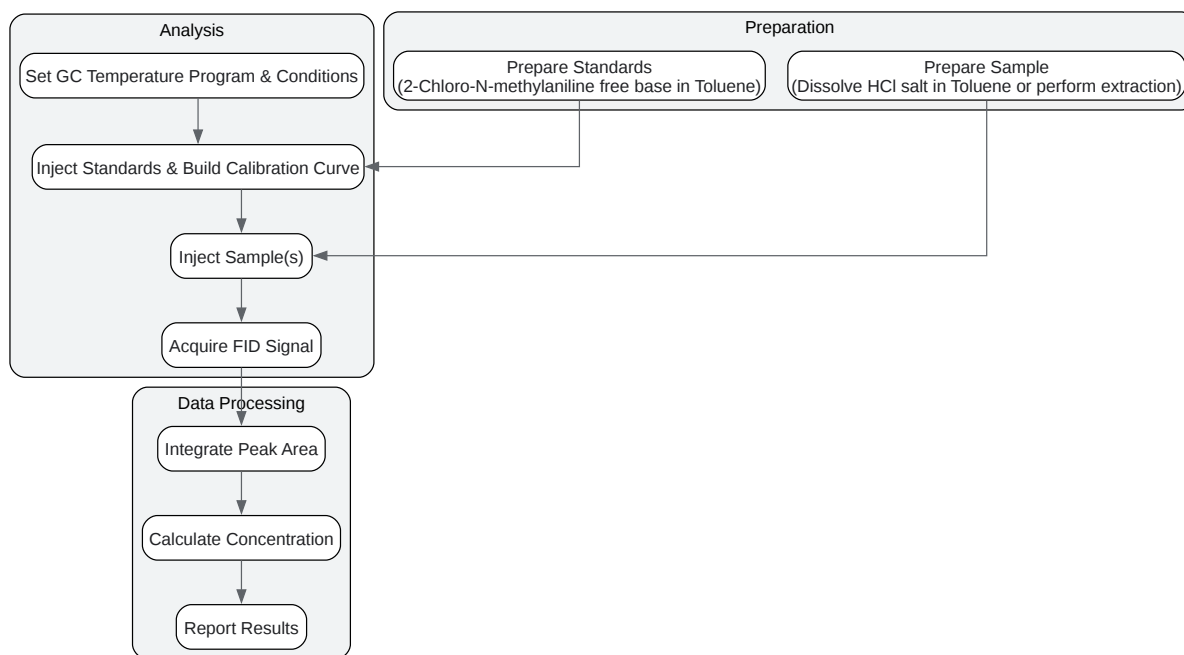 Analysis
Set GC Temperature Program & Conditions
Inject Standards & Build Calibration Curve
Inject Sample(s)
Acquire FID Signal
Preparation
Prepare Standards
(2-Chloro-N-methylaniline free base in Toluene)
Prepare Sample
(Dissolve HCl salt in Toluene or perform extraction)
Data Processing
Integrate Peak Area
Calculate Concentration
Report Results